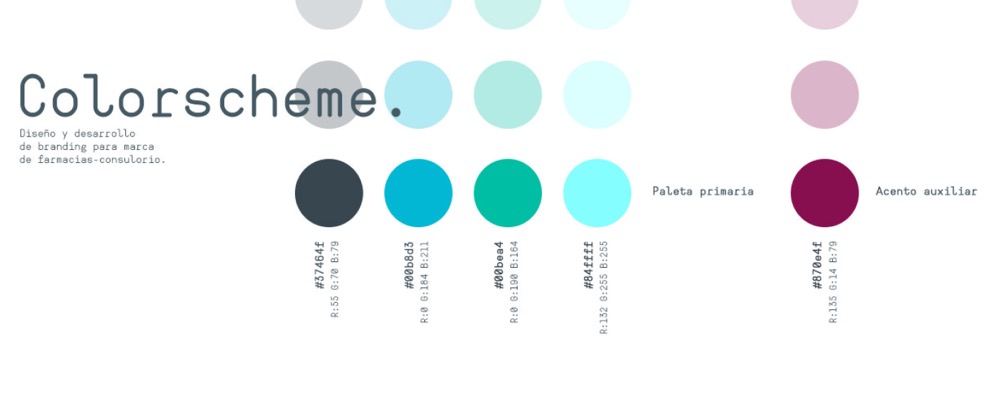 Colorscheme.
Diseño y desarrollo
de branding para marca
de farmacias-consulorio.
Paleta primaria
Acento auxiliar
#37464f
R:55 G:70 B:79
#00b8d3
R:0 G:184 B:211
#00bea4
R:0 G:190 B:164
#84ffff
R:132 G:255 B:255
#870e4f
R:135 G:14 B:79